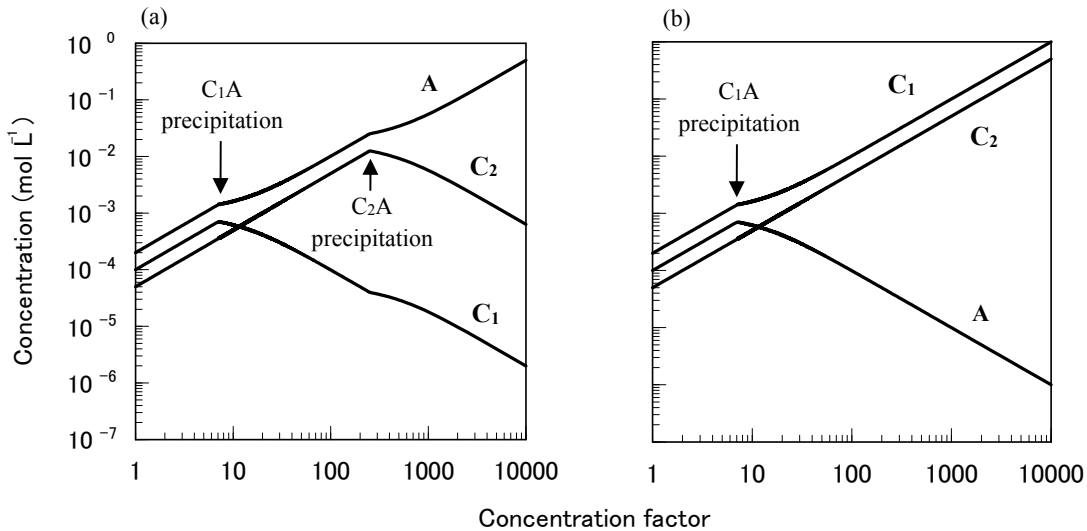 (a)
10⁰
10⁻¹
10⁻²
10⁻³
10⁻⁴
10⁻⁵
10⁻⁶
10⁻⁷
Concentration (mol L⁻¹)
C₁A
precipitation
A
C₂
C₂A
precipitation
C₁
1 10 100 1000 10000
(b)
C₁A
precipitation
C₁
C₂
A
1 10 100 1000 10000
Concentration factor